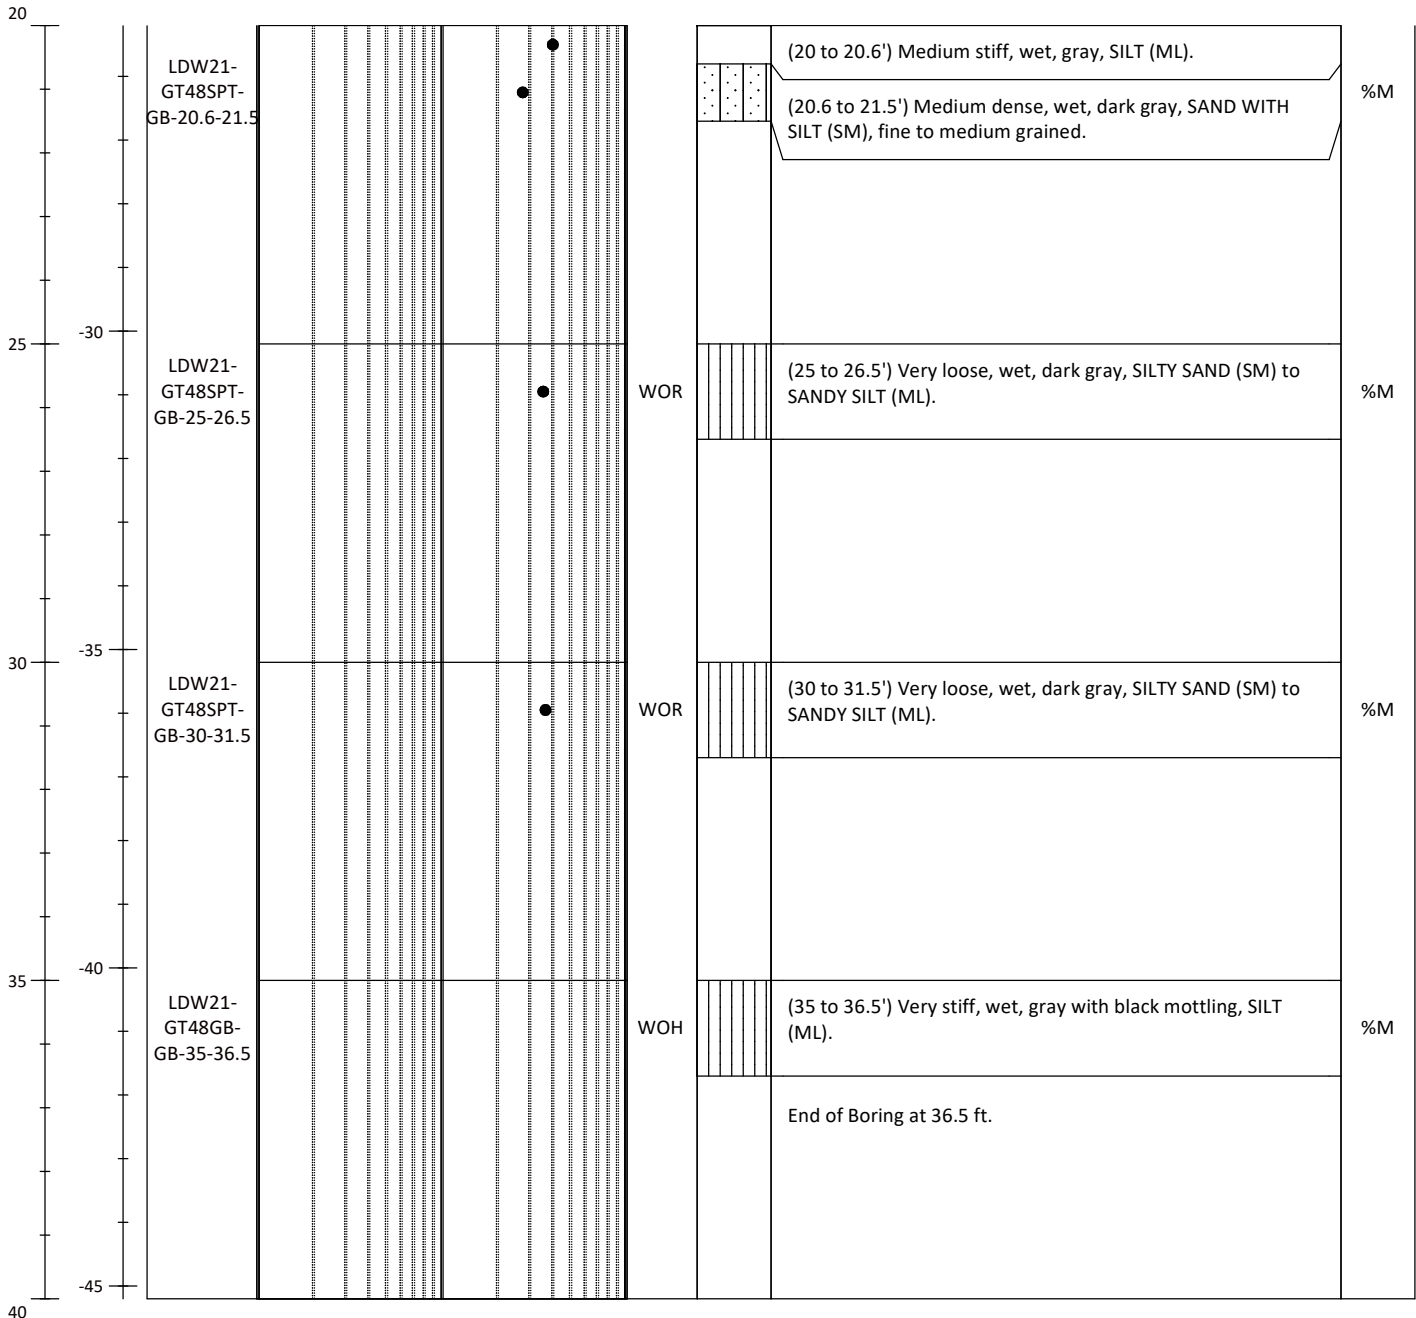 20
LDW21-
GT48SPT-
GB-20.6-21.5
(20 to 20.6') Medium stiff, wet, gray, SILT (ML).
(20.6 to 21.5') Medium dense, wet, dark gray, SAND WITH
SILT (SM), fine to medium grained.
%M
-30
25
LDW21-
GT48SPT-
GB-25-26.5
WOR
(25 to 26.5') Very loose, wet, dark gray, SILTY SAND (SM) to
SANDY SILT (ML).
%M
-35
30
LDW21-
GT48SPT-
GB-30-31.5
WOR
(30 to 31.5') Very loose, wet, dark gray, SILTY SAND (SM) to
SANDY SILT (ML).
%M
-40
35
LDW21-
GT48GB-
GB-35-36.5
WOH
(35 to 36.5') Very stiff, wet, gray with black mottling, SILT
(ML).
%M
End of Boring at 36.5 ft.
-45
40